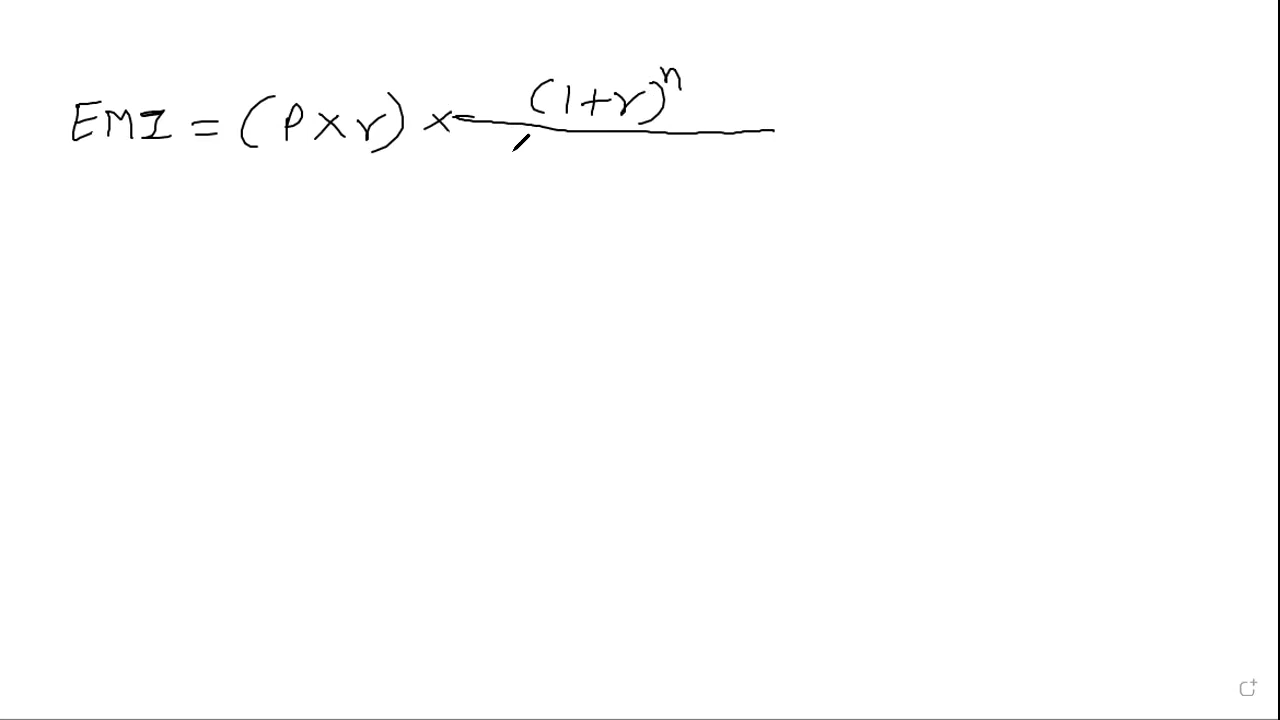 EMI = (P × r) × (1+r)^n